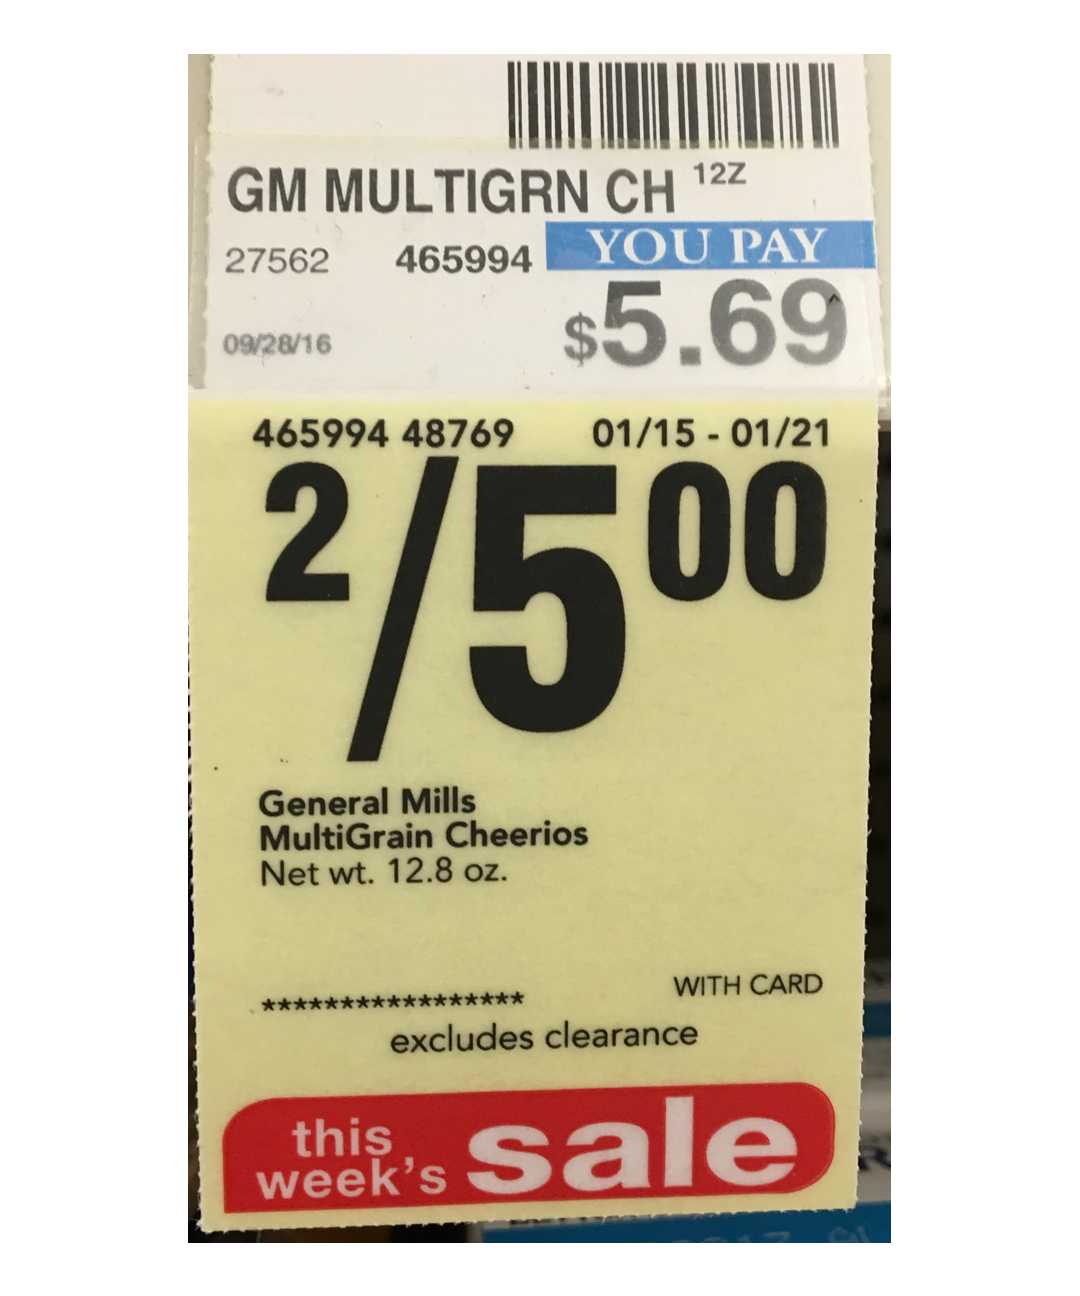 GM MULTIGRN CH 12Z
27562 465994 YOU PAY
09/28/16 $5.69
465994 48769 01/15 - 01/21
2/5 00
General Mills
MultiGrain Cheerios
Net wt. 12.8 oz.
WITH CARD
*****************
excludes clearance
this week's sale